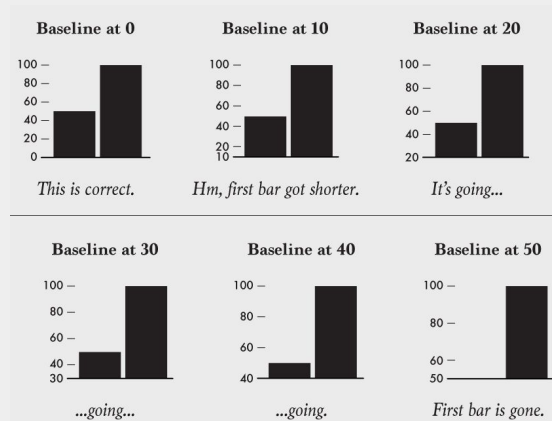 Baseline at 0
Baseline at 10
Baseline at 20
100
80
60
40
20
0
100
80
60
40
20
10
100
80
60
40
20
This is correct.
Hm, first bar got shorter.
It's going...
Baseline at 30
Baseline at 40
Baseline at 50
100
80
60
40
30
100
80
60
40
100
80
60
50
...going...
...going.
First bar is gone.